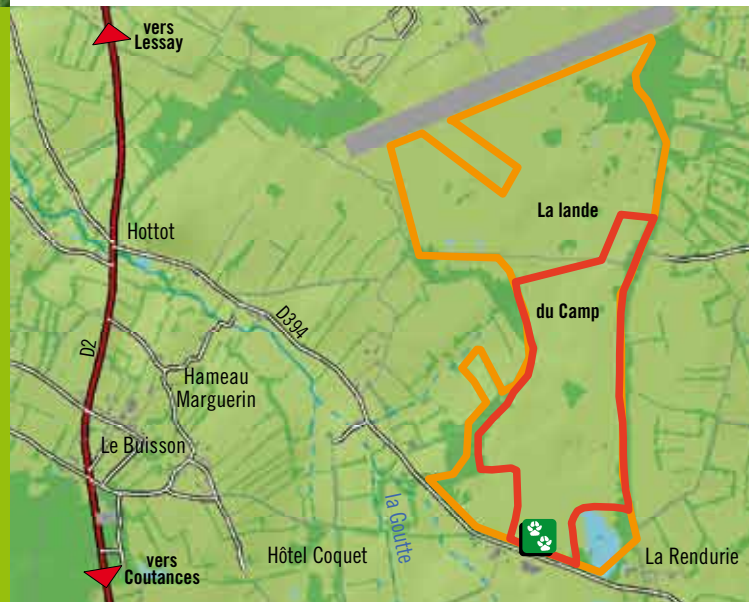 vers
Lessay
La lande
Hottot
du Camp
D394
D2
Hameau
Marguerin
Le Buisson
la Goutte
vers
Coutances
Hôtel Coquet
La Rendurie